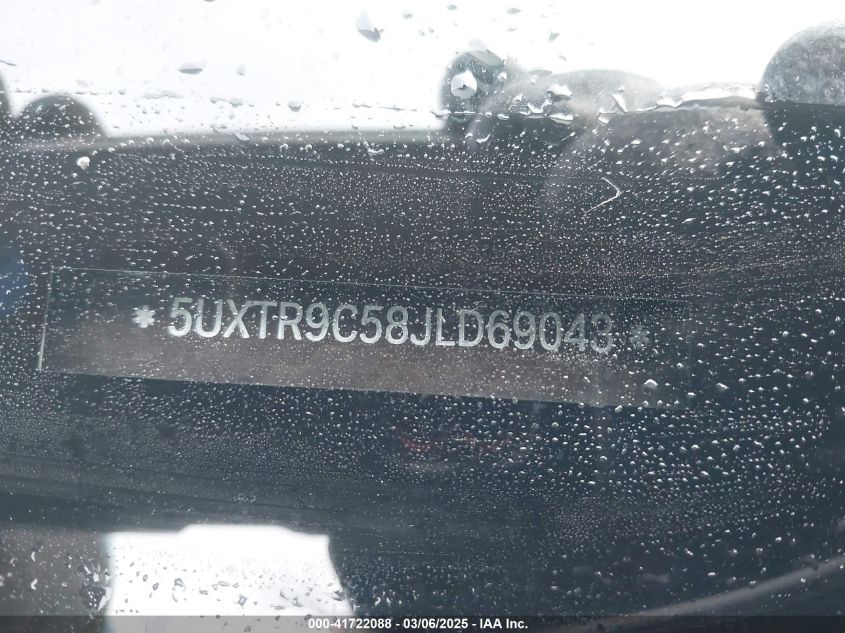 * 5UXTR9C58JLD69043 *
000-41722088 - 03/06/2025 - IAA Inc.